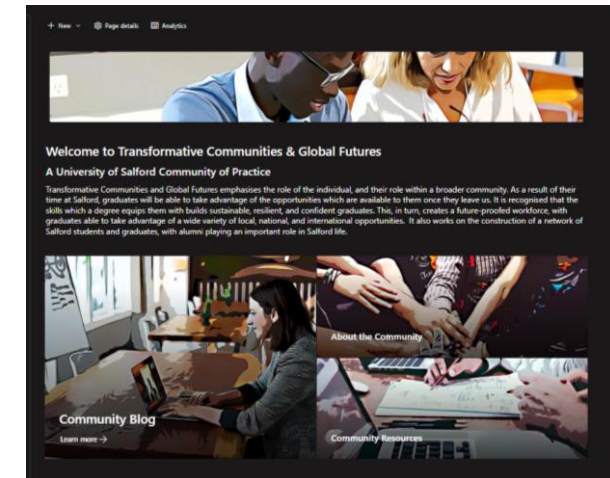 New
Page details
Analytics
Welcome to Transformative Communities & Global Futures
A University of Salford Community of Practice
Transformative Communities and Global Futures emphasises the role of the individual, and their role within a broader community. As a result of their
time at Salford, graduates will be able to take advantage of the opportunities which are available to them once they leave us. It is recognised that the
skills which a degree equips them with builds sustainable, resilient, and confident graduates. This, in turn, creates a future-proofed workforce, with
graduates able to take advantage of a wide variety of local, national, and international opportunities. It also works on the construction of a network of
Salford students and graduates, with alumni playing an important role in Salford life.
About the Community
Community Blog
Learn more →
Community Resources